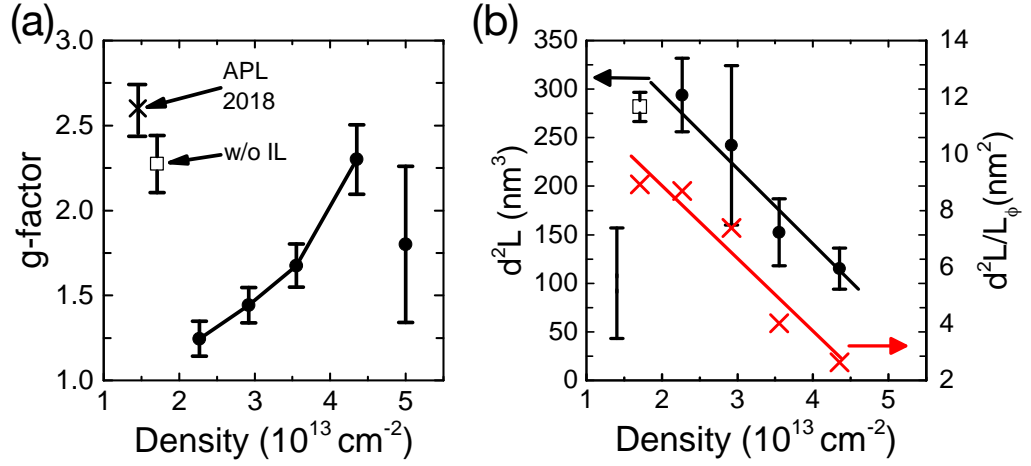 (a)
3.0
2.5
2.0
1.5
1.0
g-factor
APL
2018
w/o IL
1 2 3 4 5
Density (10¹³ cm⁻²)
(b)
350
300
250
200
150
100
50
0
d²L (nm³)
14
12
10
8
6
4
2
d²L/L_ϕ(nm²)
1 2 3 4 5
Density (10¹³ cm⁻²)